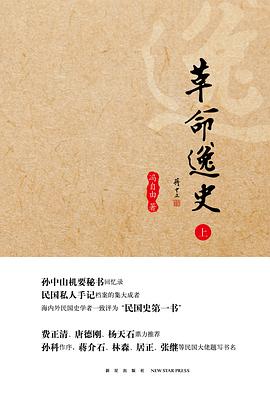 逸
革命逸史
蒋中正
上
冯自由 著
孙中山机要秘书回忆录
民国私人手记档案的集大成者
海内外民国史学者一致评为“民国史第一书”
费正清、唐德刚、杨天石鼎力推荐
孙科作序，蒋介石、林森、居正、张继等民国大佬题写书名
新星出版社 NEW STAR PRESS